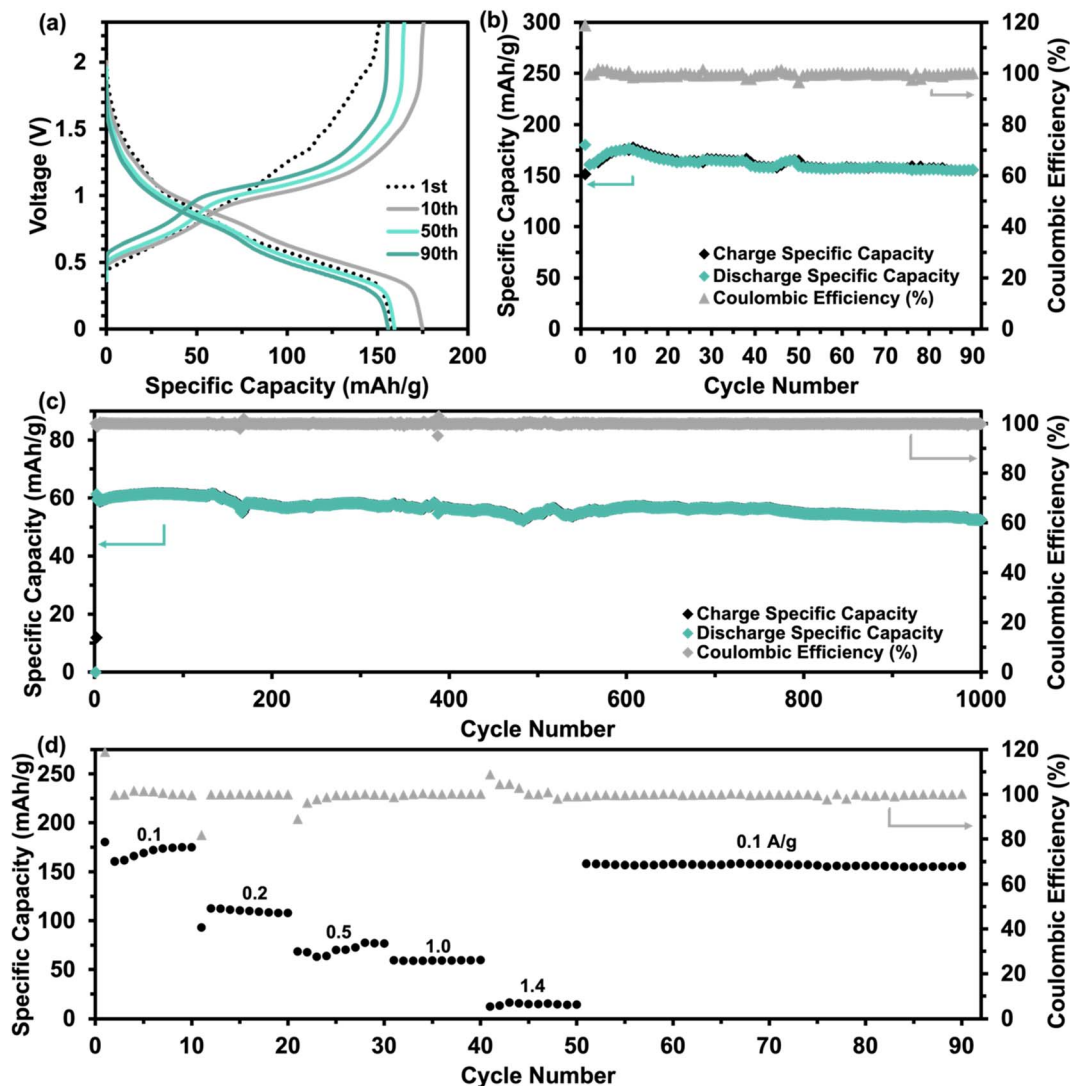 (a)
2
1.5
1
0.5
0
Voltage (V)
0 50 100 150 200
Specific Capacity (mAh/g)
1st
10th
50th
90th
(b)
300
250
200
150
100
50
0
Specific Capacity (mAh/g)
120
100
80
60
40
20
0
Coulombic Efficiency (%)
Charge Specific Capacity
Discharge Specific Capacity
Coulombic Efficiency (%)
0 10 20 30 40 50 60 70 80 90
Cycle Number
(c)
80
60
40
20
0
Specific Capacity (mAh/g)
100
80
60
40
20
0
Coulombic Efficiency (%)
Charge Specific Capacity
Discharge Specific Capacity
Coulombic Efficiency (%)
0 200 400 600 800 1000
Cycle Number
(d)
250
200
150
100
50
0
Specific Capacity (mAh/g)
0.1
0.2
0.5
1.0
1.4
0.1 A/g
120
100
80
60
40
20
0
Coulombic Efficiency (%)
0 10 20 30 40 50 60 70 80 90
Cycle Number